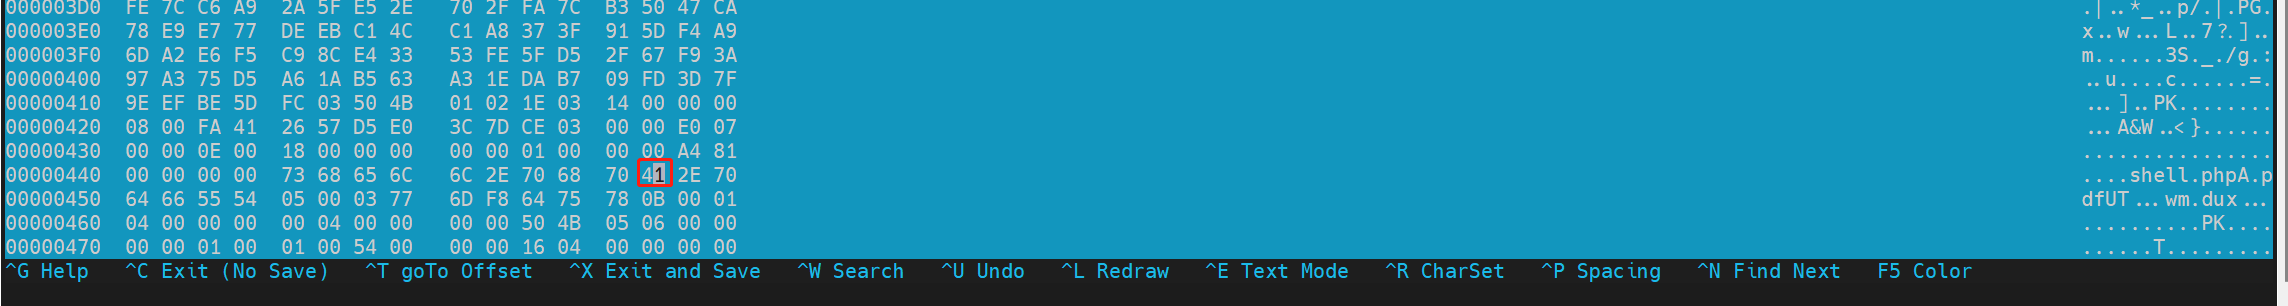 000003D0  FE 7C C6 A9  2A 5F E5 2E  70 2F FA 7C  B3 50 47 CA  .|..*_..p/.|.PG.
000003E0  78 E9 E7 77  DE EB C1 4C  C1 A8 37 3F  91 5D F4 A9  x..w...L..7?.]..
000003F0  6D A2 E6 F5  C9 8C E4 33  53 FE 5F D5  2F 67 F9 3A  m......3S._./g.:
00000400  97 A3 75 D5  A6 1A B5 63  A3 1E DA B7  09 FD 3D 7F  ..u....c......=.
00000410  9E EF BE 5D  FC 03 50 4B  01 02 1E 03  14 00 00 00  ...]..PK........
00000420  08 00 FA 41  26 57 D5 E0  3C 7D CE 03  00 00 E0 07  ...A&W..<}......
00000430  00 00 0E 00  18 00 00 00  00 00 01 00  00 00 A4 81  ................
00000440  00 00 00 00  73 68 65 6C  6C 2E 70 68  70 41 2E 70  ....shell.phpA.p
00000450  64 66 55 54  05 00 03 77  6D F8 64 75  78 0B 00 01  dfUT...wm.dux...
00000460  04 00 00 00  00 04 00 00  00 00 50 4B  05 06 00 00  ..........PK....
00000470  00 00 01 00  01 00 54 00  00 00 16 04  00 00 00 00  ......T.........
^G Help  ^C Exit (No Save)  ^T goTo Offset  ^X Exit and Save  ^W Search  ^U Undo  ^L Redraw  ^E Text Mode  ^R CharSet  ^P Spacing  ^N Find Next  F5 Color